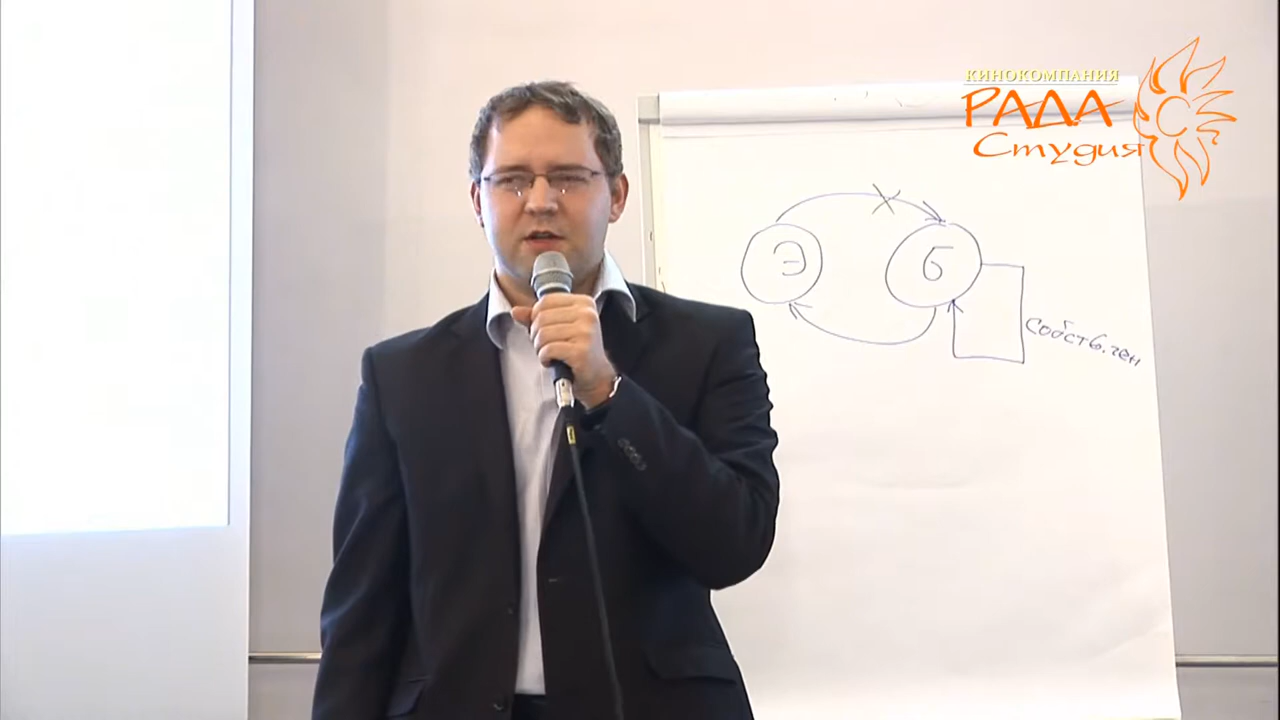 КИНОКОМПАНИЯ
РАДА
Студия
Э
Б
Собств. ген